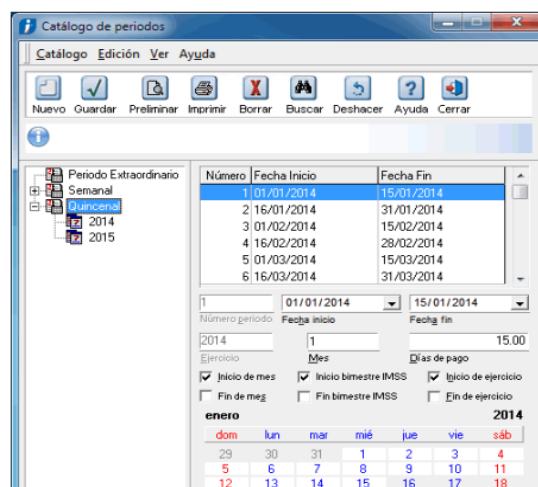 Catálogo de periodos
Catálogo Edición Ver Ayuda
Nuevo Guardar Preliminar Imprimir Borrar Buscar Deshacer Ayuda Cerrar
Periodo Extraordinario
Semanal
Quincenal
2014
2015
Número Fecha Inicio Fecha Fin
1 01/01/2014 15/01/2014
2 16/01/2014 31/01/2014
3 01/02/2014 15/02/2014
4 16/02/2014 28/02/2014
5 01/03/2014 15/03/2014
6 16/03/2014 31/03/2014
1 01/01/2014 15/01/2014
Número periodo Fecha inicio Fecha fin
2014 1 15.00
Ejercicio Mes Días de pago
Inicio de mes Inicio bimestre IMSS Inicio de ejercicio
Fin de mes Fin bimestre IMSS Fin de ejercicio
enero 2014
dom lun mar mié jue vie sáb
29 30 31 1 2 3 4
5 6 7 8 9 10 11
12 13 14 15 16 17 18